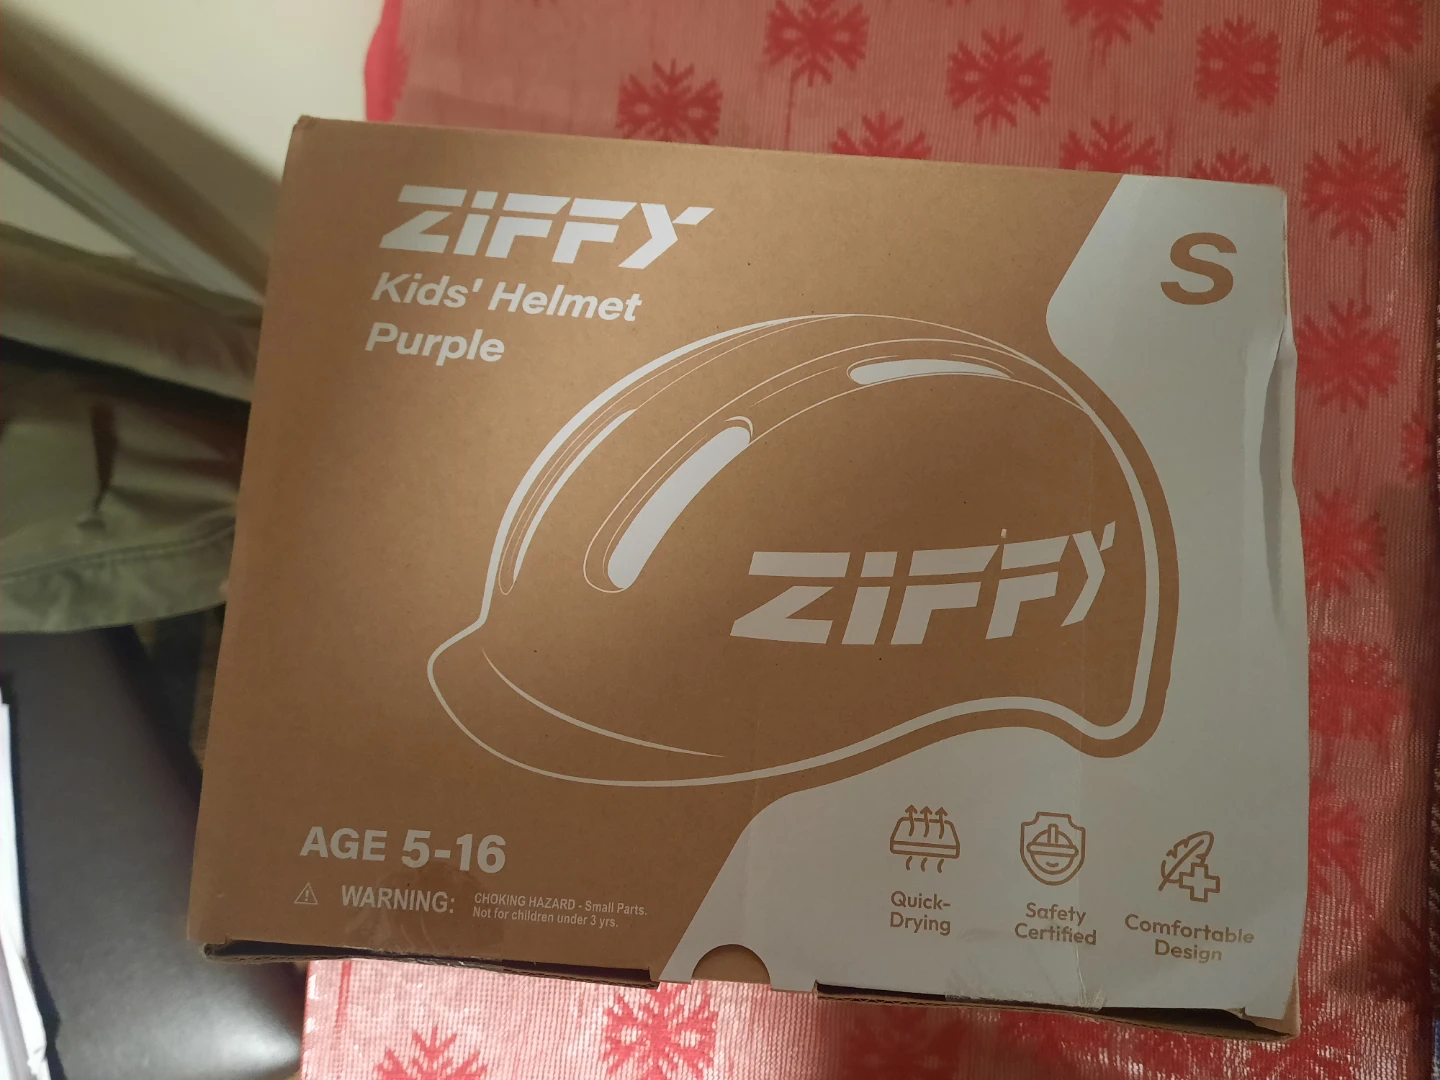 ZIFFY
Kids' Helmet
Purple
S
ZIFFY
AGE 5-16
WARNING: CHOKING HAZARD - Small Parts.
Not for children under 3 yrs.
Quick-
Drying
Safety
Certified
Comfortable
Design